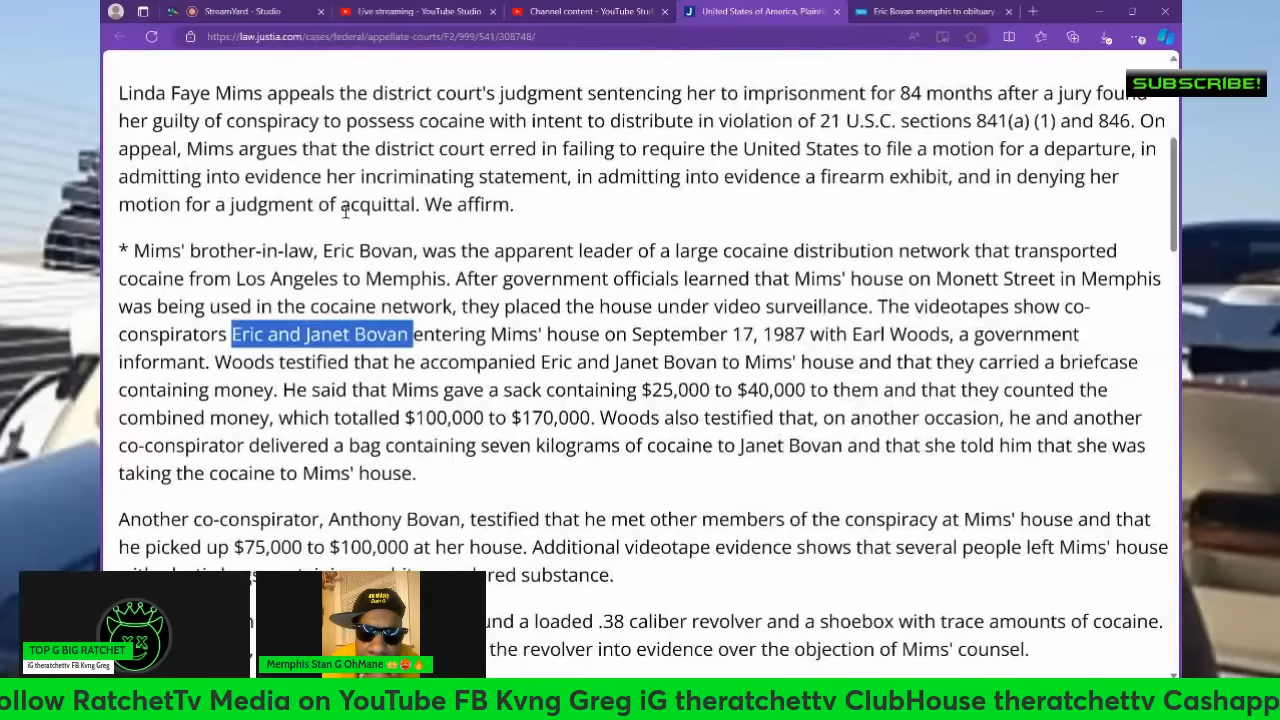 StreamYard - Studio
Live streaming - YouTube Studio
Channel content - YouTube Stud
United States of America, Plaint
Eric Bovan memphis tn obituary
https://law.justia.com/cases/federal/appellate-courts/F2/999/541/308748/
SUBSCRIBE!
Linda Faye Mims appeals the district court's judgment sentencing her to imprisonment for 84 months after a jury found
her guilty of conspiracy to possess cocaine with intent to distribute in violation of 21 U.S.C. sections 841(a) (1) and 846. On
appeal, Mims argues that the district court erred in failing to require the United States to file a motion for a departure, in
admitting into evidence her incriminating statement, in admitting into evidence a firearm exhibit, and in denying her
motion for a judgment of acquittal. We affirm.
* Mims' brother-in-law, Eric Bovan, was the apparent leader of a large cocaine distribution network that transported
cocaine from Los Angeles to Memphis. After government officials learned that Mims' house on Monett Street in Memphis
was being used in the cocaine network, they placed the house under video surveillance. The videotapes show co-
conspirators Eric and Janet Bovan entering Mims' house on September 17, 1987 with Earl Woods, a government
informant. Woods testified that he accompanied Eric and Janet Bovan to Mims' house and that they carried a briefcase
containing money. He said that Mims gave a sack containing $25,000 to $40,000 to them and that they counted the
combined money, which totalled $100,000 to $170,000. Woods also testified that, on another occasion, he and another
co-conspirator delivered a bag containing seven kilograms of cocaine to Janet Bovan and that she told him that she was
taking the cocaine to Mims' house.
Another co-conspirator, Anthony Bovan, testified that he met other members of the conspiracy at Mims' house and that
he picked up $75,000 to $100,000 at her house. Additional videotape evidence shows that several people left Mims' house
substance.
a loaded .38 caliber revolver and a shoebox with trace amounts of cocaine.
the revolver into evidence over the objection of Mims' counsel.
TOP G BIG RATCHET
iG theratchettv FB Kvng Greg
Memphis Stan G OhMane
ollow RatchetTv Media on YouTube FB Kvng Greg iG theratchettv ClubHouse theratchettv Cashapp